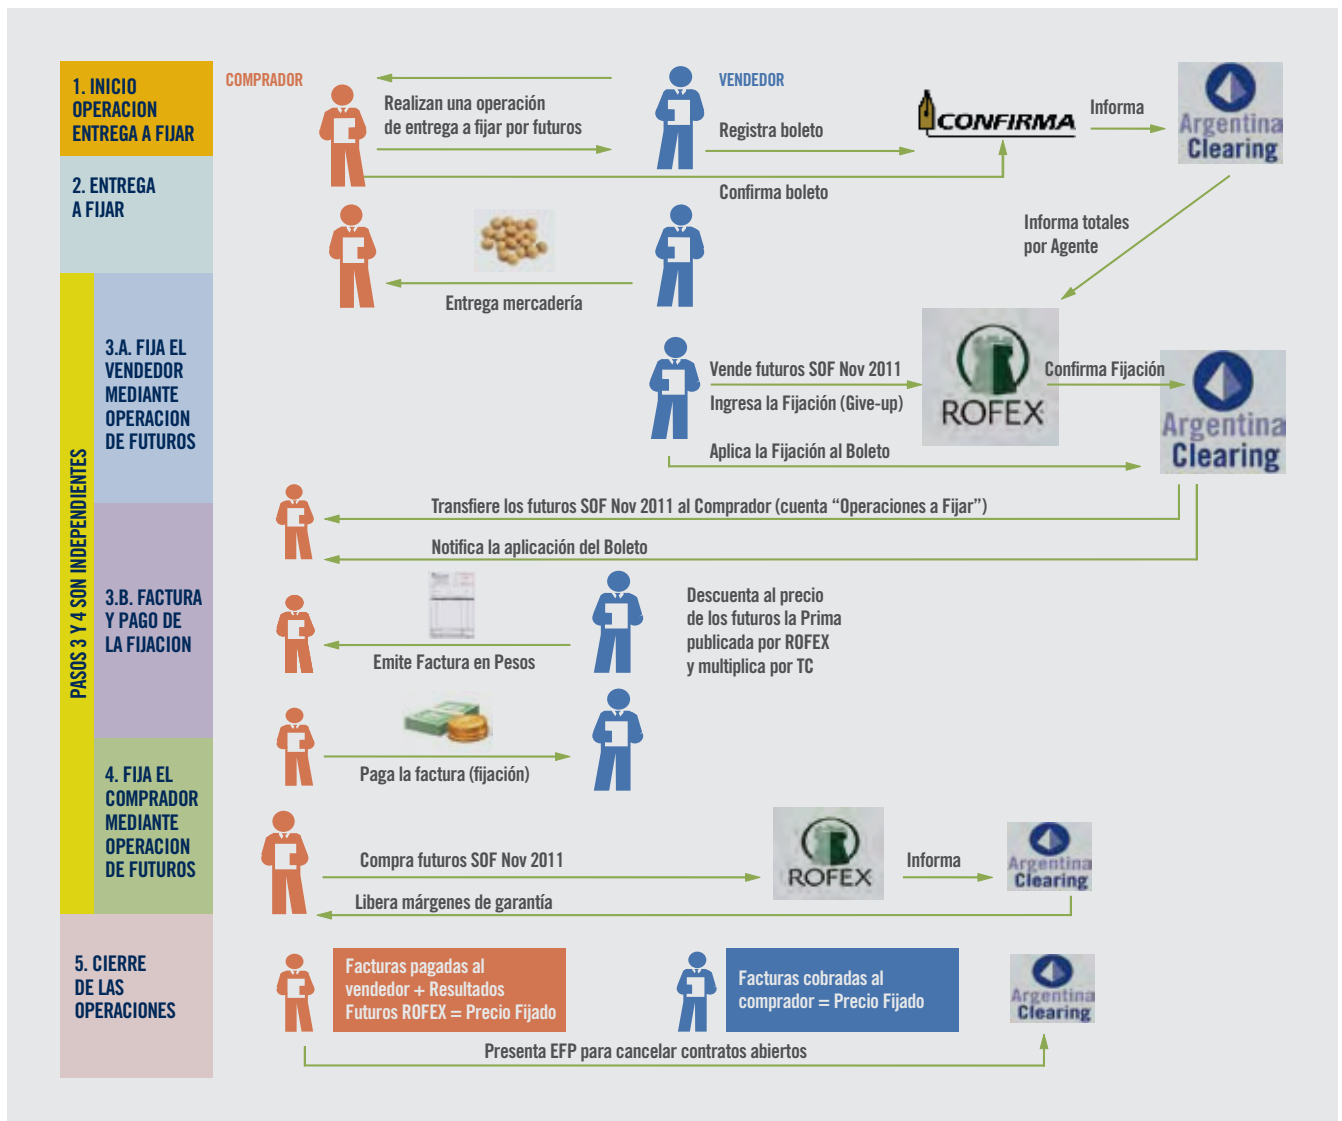 1. INICIO
OPERACION
ENTREGA A FIJAR
COMPRADOR
VENDEDOR
Realizan una operación
de entrega a fijar por futuros
Registra boleto
CONFIRMA
Informa
Argentina
Clearing
Confirma boleto
2. ENTREGA
A FIJAR
Informa totales
por Agente
Entrega mercadería
PASOS 3 Y 4 SON INDEPENDIENTES
3.A. FIJA EL
VENDEDOR
MEDIANTE
OPERACION
DE FUTUROS
Vende futuros SOF Nov 2011
Ingresa la Fijación (Give-up)
ROFEX
Confirma Fijación
Argentina
Clearing
Aplica la Fijación al Boleto
Transfiere los futuros SOF Nov 2011 al Comprador (cuenta “Operaciones a Fijar”)
Notifica la aplicación del Boleto
3.B. FACTURA
Y PAGO DE
LA FIJACION
Emite Factura en Pesos
Descuenta al precio
de los futuros la Prima
publicada por ROFEX
y multiplica por TC
Paga la factura (fijación)
4. FIJA EL
COMPRADOR
MEDIANTE
OPERACION
DE FUTUROS
Compra futuros SOF Nov 2011
ROFEX
Informa
Argentina
Clearing
Libera márgenes de garantía
5. CIERRE
DE LAS
OPERACIONES
Facturas pagadas al
vendedor + Resultados
Futuros ROFEX = Precio Fijado
Facturas cobradas al
comprador = Precio Fijado
Argentina
Clearing
Presenta EFP para cancelar contratos abiertos